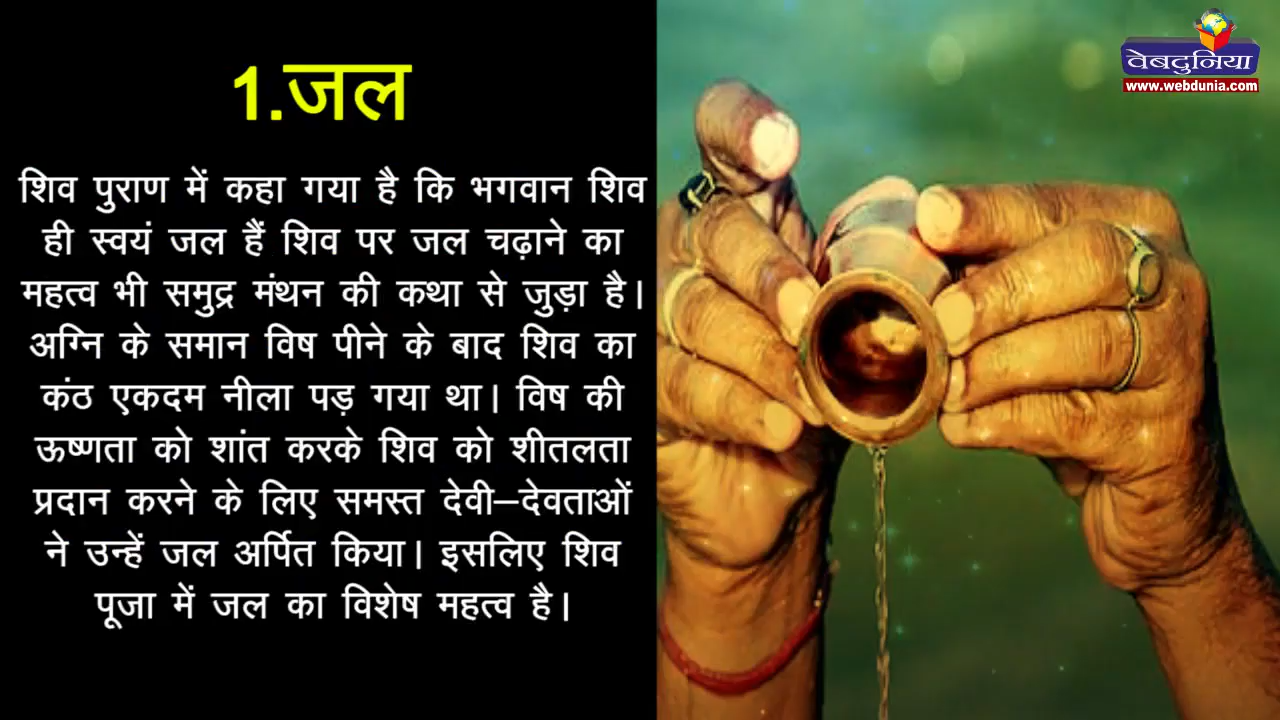 1.जल
शिव पुराण में कहा गया है कि भगवान शिव
ही स्वयं जल हैं शिव पर जल चढ़ाने का
महत्व भी समुद्र मंथन की कथा से जुड़ा है।
अग्नि के समान विष पीने के बाद शिव का
कंठ एकदम नीला पड़ गया था। विष की
ऊष्णता को शांत करके शिव को शीतलता
प्रदान करने के लिए समस्त देवी–देवताओं
ने उन्हें जल अर्पित किया। इसलिए शिव
पूजा में जल का विशेष महत्व है।
वेबदुनिया
www.webdunia.com